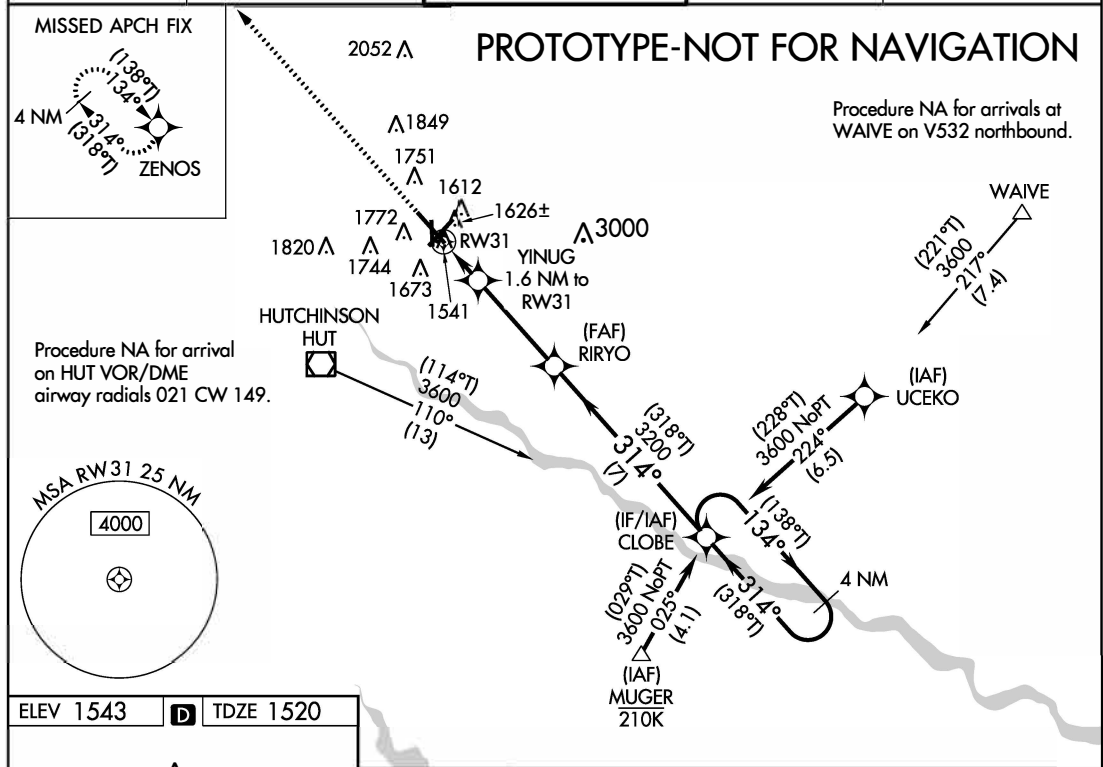 MISSED APCH FIX
(138°T)
134°
4 NM
314°
(318°T)
ZENOS
PROTOTYPE-NOT FOR NAVIGATION
Procedure NA for arrivals at
WAIVE on V532 northbound.
2052
1849
1751
1612
1626±
1772
RW31
3000
1820
1744
1673
1541
YINUG
1.6 NM to
RW31
WAIVE
(221°T)
3600
217°
(7.4)
HUTCHINSON
HUT
(FAF)
RIRYO
Procedure NA for arrival
on HUT VOR/DME
airway radials 021 CW 149.
(114°T)
3600
110°
(13)
(IAF)
UCEKO
(228°T)
3600 NoPT
224°
(6.5)
(318°T)
3200
314°
(7)
MSA RW31 25 NM
4000
(IF/IAF)
CLOBE
(138°T)
134°
4 NM
314°
(318°T)
(029°T)
3600 NoPT
025°
(4.1)
(IAF)
MUGER
210K
ELEV 1543
D
TDZE 1520